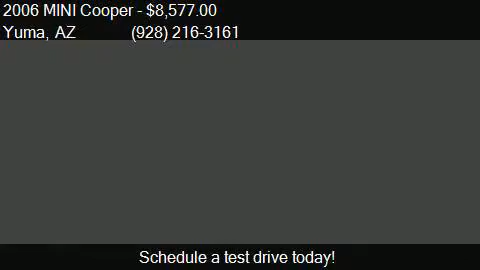 2006 MINI Cooper - $8,577.00
Yuma, AZ (928) 216-3161
Schedule a test drive today!